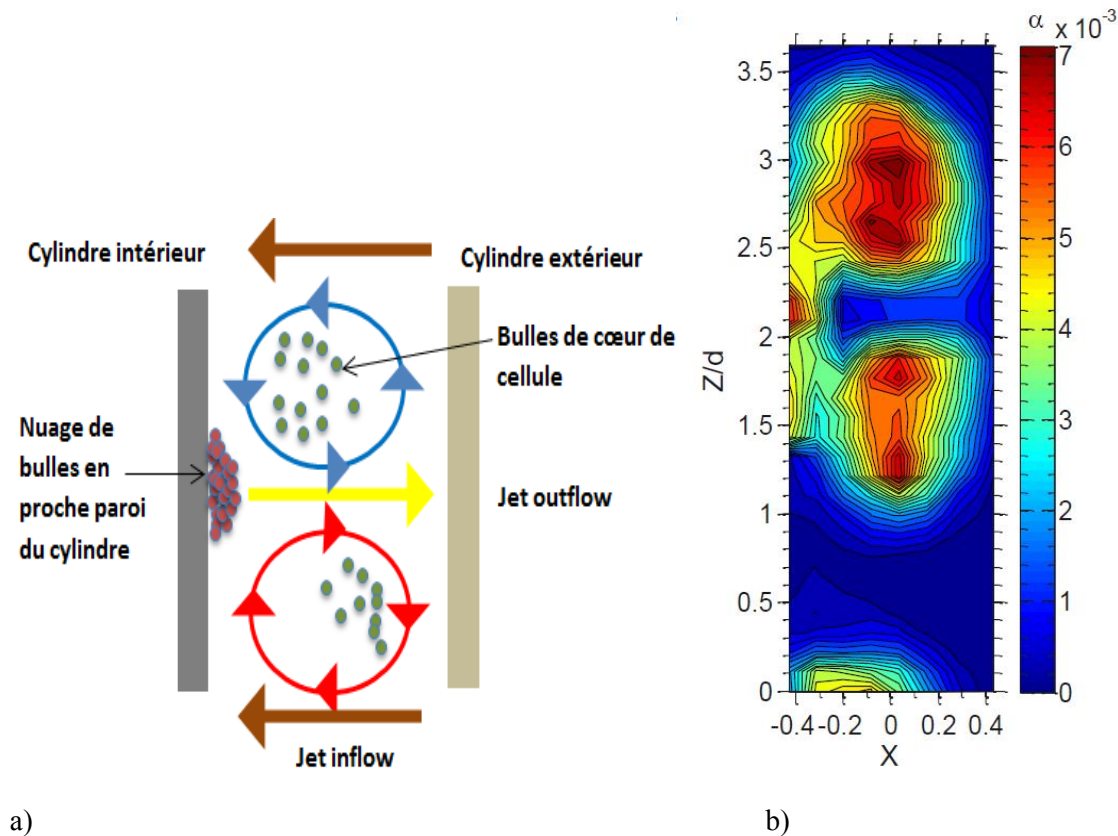 Cylindre intérieur
Cylindre extérieur
Bulles de cœur de
cellule
Nuage de
bulles en
proche paroi
du cylindre
Jet outflow
Jet inflow
a)
α x 10⁻³
Z/d
3.5
3
2.5
2
1.5
1
0.5
0
-0.4 -0.2 0 0.2 0.4
X
7
6
5
4
3
2
1
0
b)